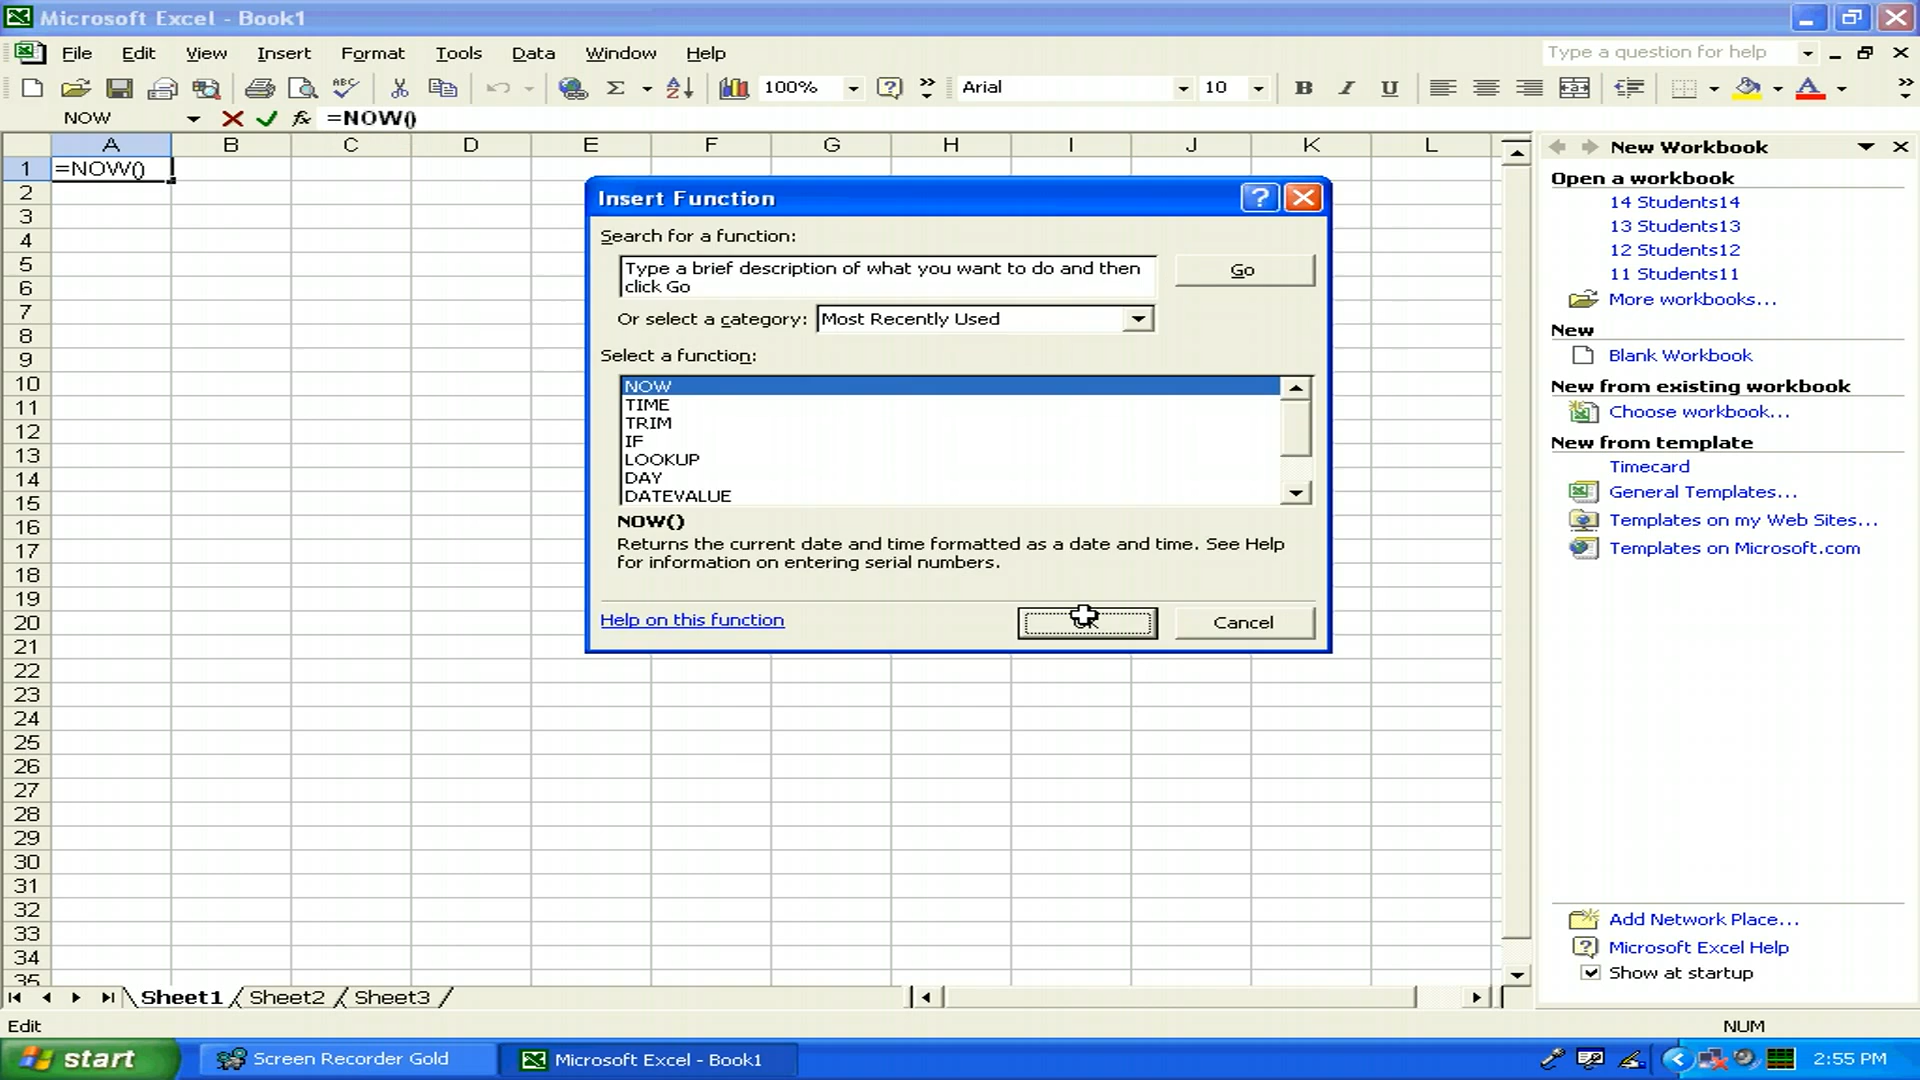 Microsoft Excel - Book1
File Edit View Insert Format Tools Data Window Help
Type a question for help
100%
Arial
10
B I U
A
NOW
fx =NOW()
A B C D E F G H I J K L
1 =NOW()
2
3
4
5
6
7
8
9
10
11
12
13
14
15
16
17
18
19
20
21
22
23
24
25
26
27
28
29
30
31
32
33
34
35
Insert Function
Search for a function:
Type a brief description of what you want to do and then
click Go
Go
Or select a category: Most Recently Used
Select a function:
NOW
TIME
TRIM
IF
LOOKUP
DAY
DATEVALUE
NOW()
Returns the current date and time formatted as a date and time. See Help
for information on entering serial numbers.
Help on this function
Cancel
New Workbook
Open a workbook
14 Students14
13 Students13
12 Students12
11 Students11
More workbooks...
New
Blank Workbook
New from existing workbook
Choose workbook...
New from template
Timecard
General Templates...
Templates on my Web Sites...
Templates on Microsoft.com
Add Network Place...
Microsoft Excel Help
Show at startup
Sheet1 Sheet2 Sheet3
Edit
NUM
start
Screen Recorder Gold
Microsoft Excel - Book1
2:55 PM